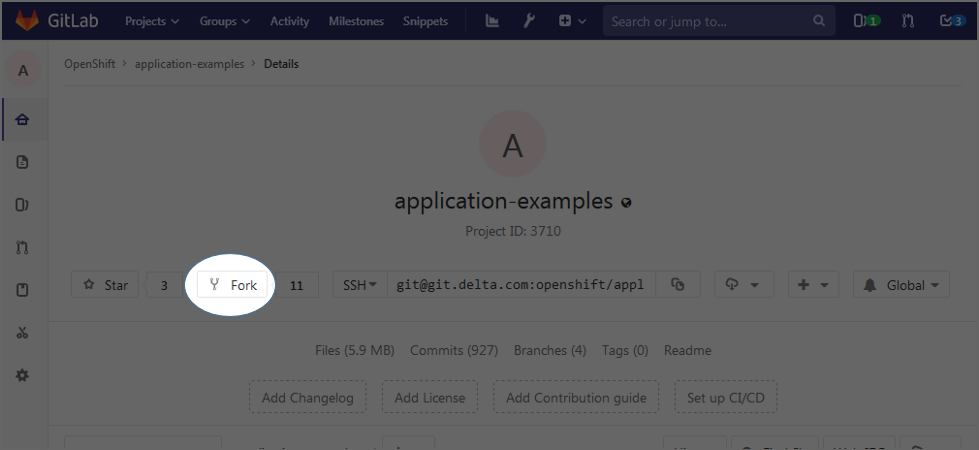 GitLab Projects Groups Activity Milestones Snippets Search or jump to... 1 3
A OpenShift > application-examples > Details
A
application-examples
Project ID: 3710
Star 3 Fork 11 SSH git@git.delta.com:openshift/appl Global
Files (5.9 MB) Commits (927) Branches (4) Tags (0) Readme
Add Changelog Add License Add Contribution guide Set up CI/CD